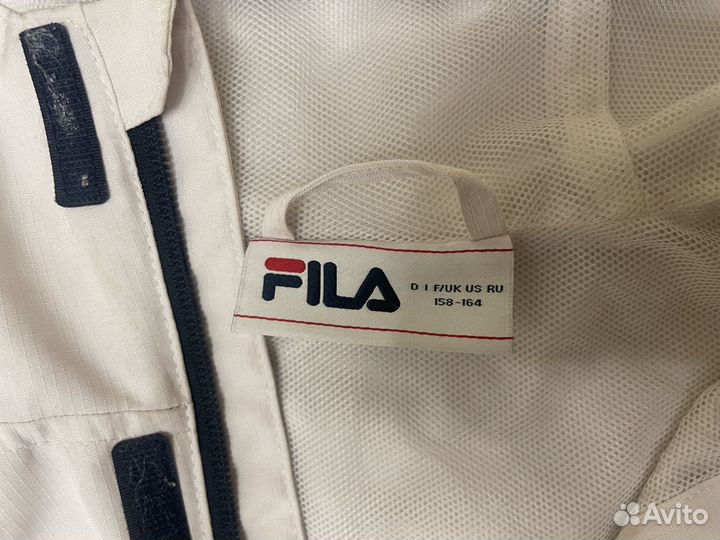 FILA
D I F/UK US RU
158-164
Avito